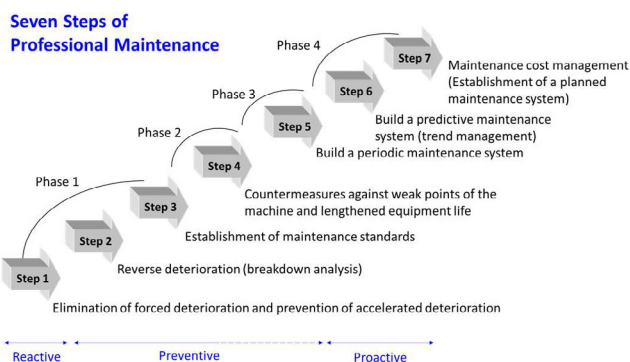 Seven Steps of
Professional Maintenance
Phase 4
Step 7
Maintenance cost management
(Establishment of a planned
maintenance system)
Phase 3
Step 6
Build a predictive maintenance
system (trend management)
Phase 2
Step 5
Build a periodic maintenance system
Phase 1
Step 4
Countermeasures against weak points of the
machine and lengthened equipment life
Step 3
Establishment of maintenance standards
Step 2
Reverse deterioration (breakdown analysis)
Step 1
Elimination of forced deterioration and prevention of accelerated deterioration
Reactive
Preventive
Proactive